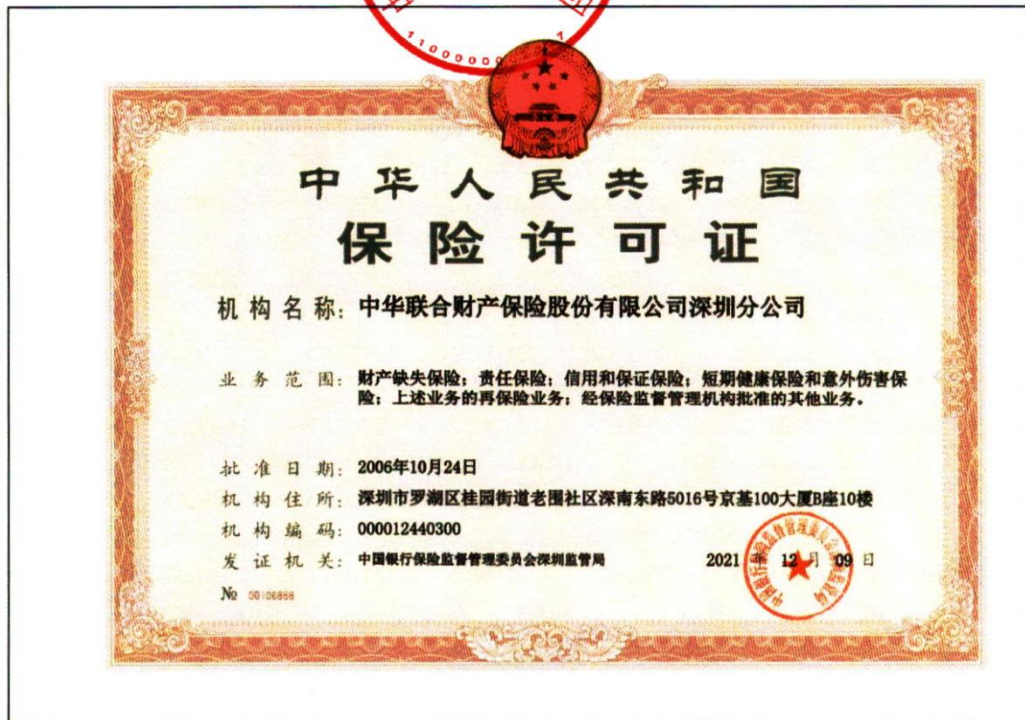 中华人民共和国
保险许可证
机构名称：中华联合财产保险股份有限公司深圳分公司
业务范围：财产缺失保险；责任保险；信用和保证保险；短期健康保险和意外伤害保
险；上述业务的再保险业务；经保险监督管理机构批准的其他业务。
批准日期：2006年10月24日
机构住所：深圳市罗湖区桂园街道老围社区深南东路5016号京基100大厦B座10楼
机构编码：000012440300
发证机关：中国银行保险监督管理委员会深圳监管局
2021年12月09日
№ 00106868